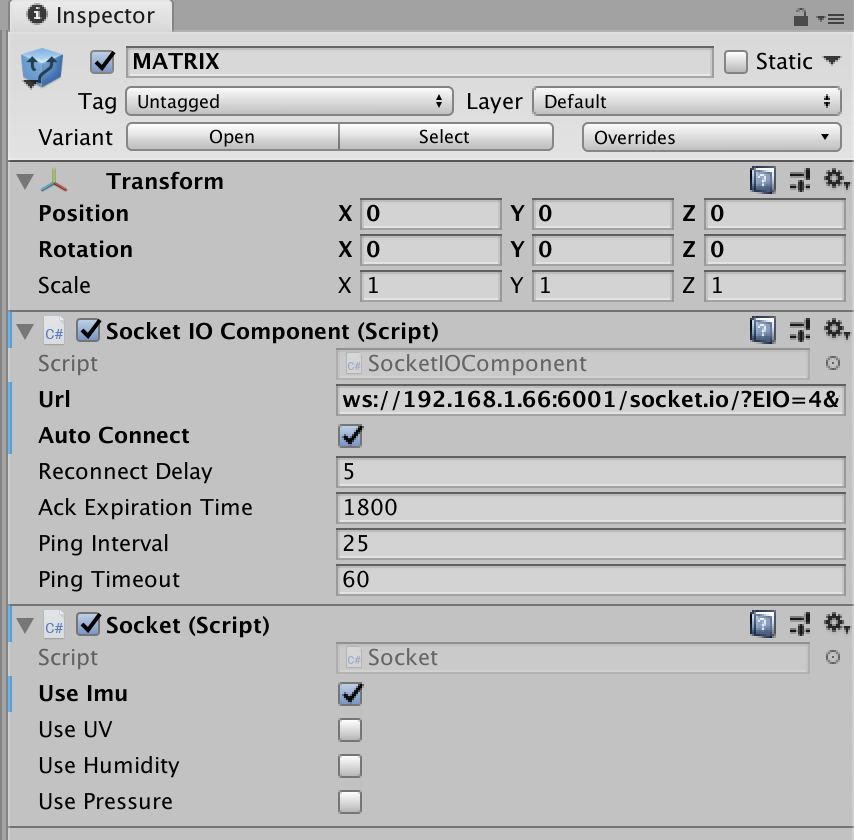 Inspector
MATRIX Static
Tag Untagged Layer Default
Variant Open Select Overrides
Transform
Position X 0 Y 0 Z 0
Rotation X 0 Y 0 Z 0
Scale X 1 Y 1 Z 1
C# Socket IO Component (Script)
Script C# SocketIOComponent
Url ws://192.168.1.66:6001/socket.io/?EIO=4&
Auto Connect
Reconnect Delay 5
Ack Expiration Time 1800
Ping Interval 25
Ping Timeout 60
C# Socket (Script)
Script C# Socket
Use Imu
Use UV
Use Humidity
Use Pressure